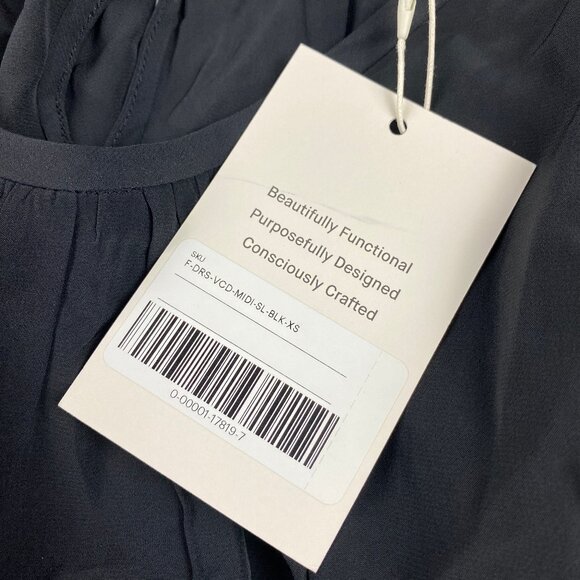 Beautifully Functional
Purposefully Designed
Consciously Crafted
SKU
F-DRS-VCD-MIDI-SL-BLK-XS
0-00001-17819-7